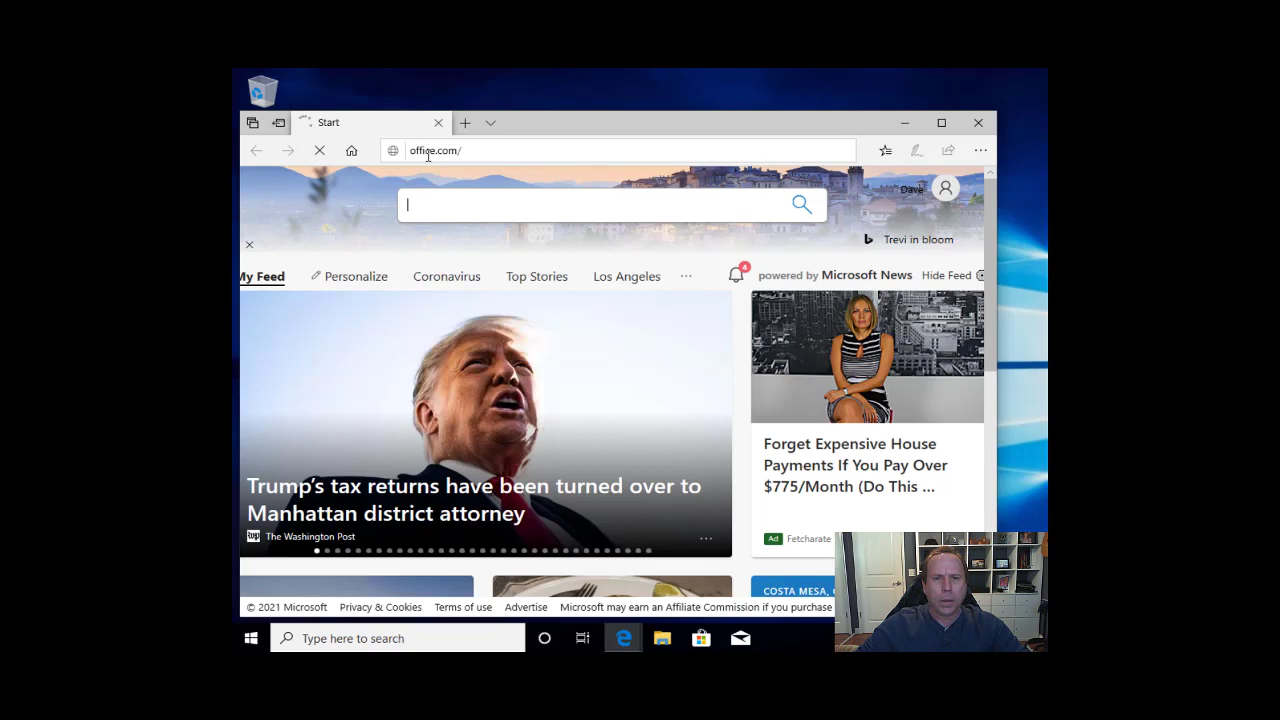 Start
office.com/
Dave
Trevi in bloom
My Feed
Personalize
Coronavirus
Top Stories
Los Angeles
4
powered by Microsoft News
Hide Feed
Trump's tax returns have been turned over to
Manhattan district attorney
wp
The Washington Post
Forget Expensive House
Payments If You Pay Over
$775/Month (Do This ...
Ad Fetcharate
COSTA MESA,
© 2021 Microsoft
Privacy & Cookies
Terms of use
Advertise
Microsoft may earn an Affiliate Commission if you purchase
Type here to search